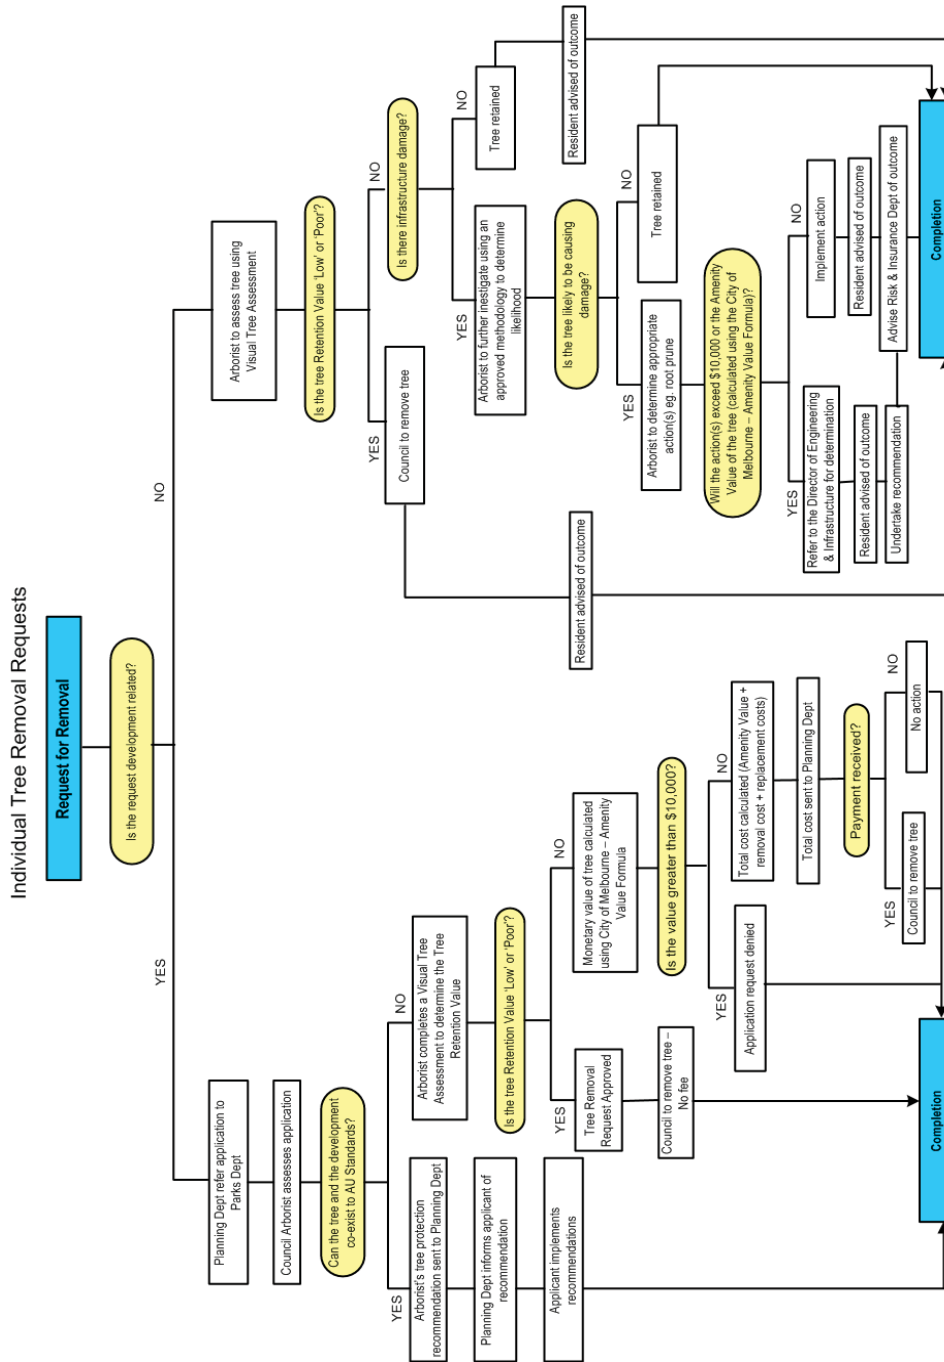 Individual Tree Removal Requests
Request for Removal
Is the request development related?
YES
NO
Planning Dept refer application to
Parks Dept
Council Arborist assesses application
Can the tree and the development
co-exist to AU Standards?
YES
NO
Arborist's tree protection
recommendation sent to Planning Dept
Planning Dept informs applicant of
recommendation
Applicant implements
recommendations
Arborist completes a Visual Tree
Assessment to determine the Tree
Retention Value
Is the tree Retention Value 'Low' or 'Poor'?
YES
NO
Tree Removal
Request Approved
Council to remove tree –
No fee
Monetary value of tree calculated
using City of Melbourne – Amenity
Value Formula
Is the value greater than $10,000?
YES
NO
Application request denied
Total cost calculated (Amenity Value +
removal cost + replacement costs)
Total cost sent to Planning Dept
Payment received?
YES
NO
Council to remove tree
No action
Completion
Arborist to assess tree using
Visual Tree Assessment
Is the tree Retention Value 'Low' or 'Poor'?
YES
NO
Council to remove tree
Resident advised of outcome
Is there infrastructure damage?
YES
NO
Arborist to further investigate using an
approved methodology to determine
likelihood
Tree retained
Resident advised of outcome
Is the tree likely to be causing
damage?
YES
NO
Arborist to determine appropriate
action(s) eg. root prune
Tree retained
Will the action(s) exceed $10,000 or the Amenity
Value of the tree (calculated using the City of
Melbourne – Amenity Value Formula)?
YES
NO
Refer to the Director of Engineering
& Infrastructure for determination
Resident advised of outcome
Undertake recommendation
Implement action
Resident advised of outcome
Advise Risk & Insurance Dept of outcome
Completion